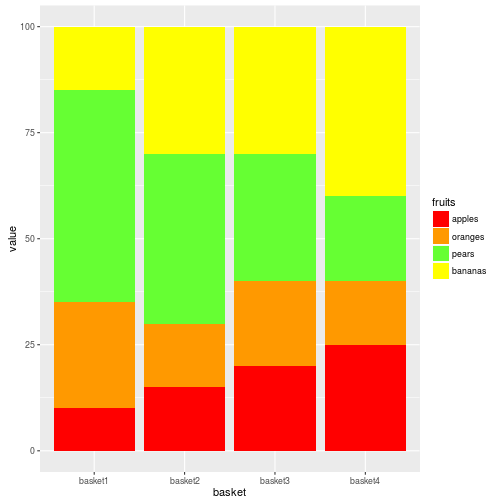 100
75
50
25
0
value
basket1 basket2 basket3 basket4
basket
fruits
apples
oranges
pears
bananas